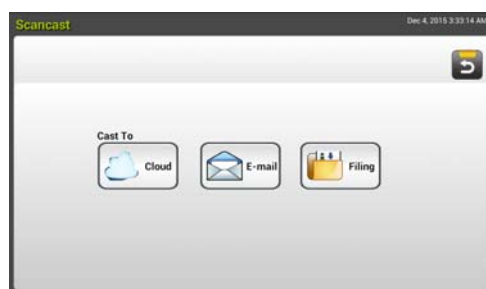 Scancast
Dec 4, 2015 3:33:14 AM
Cast To
Cloud
E-mail
Filing